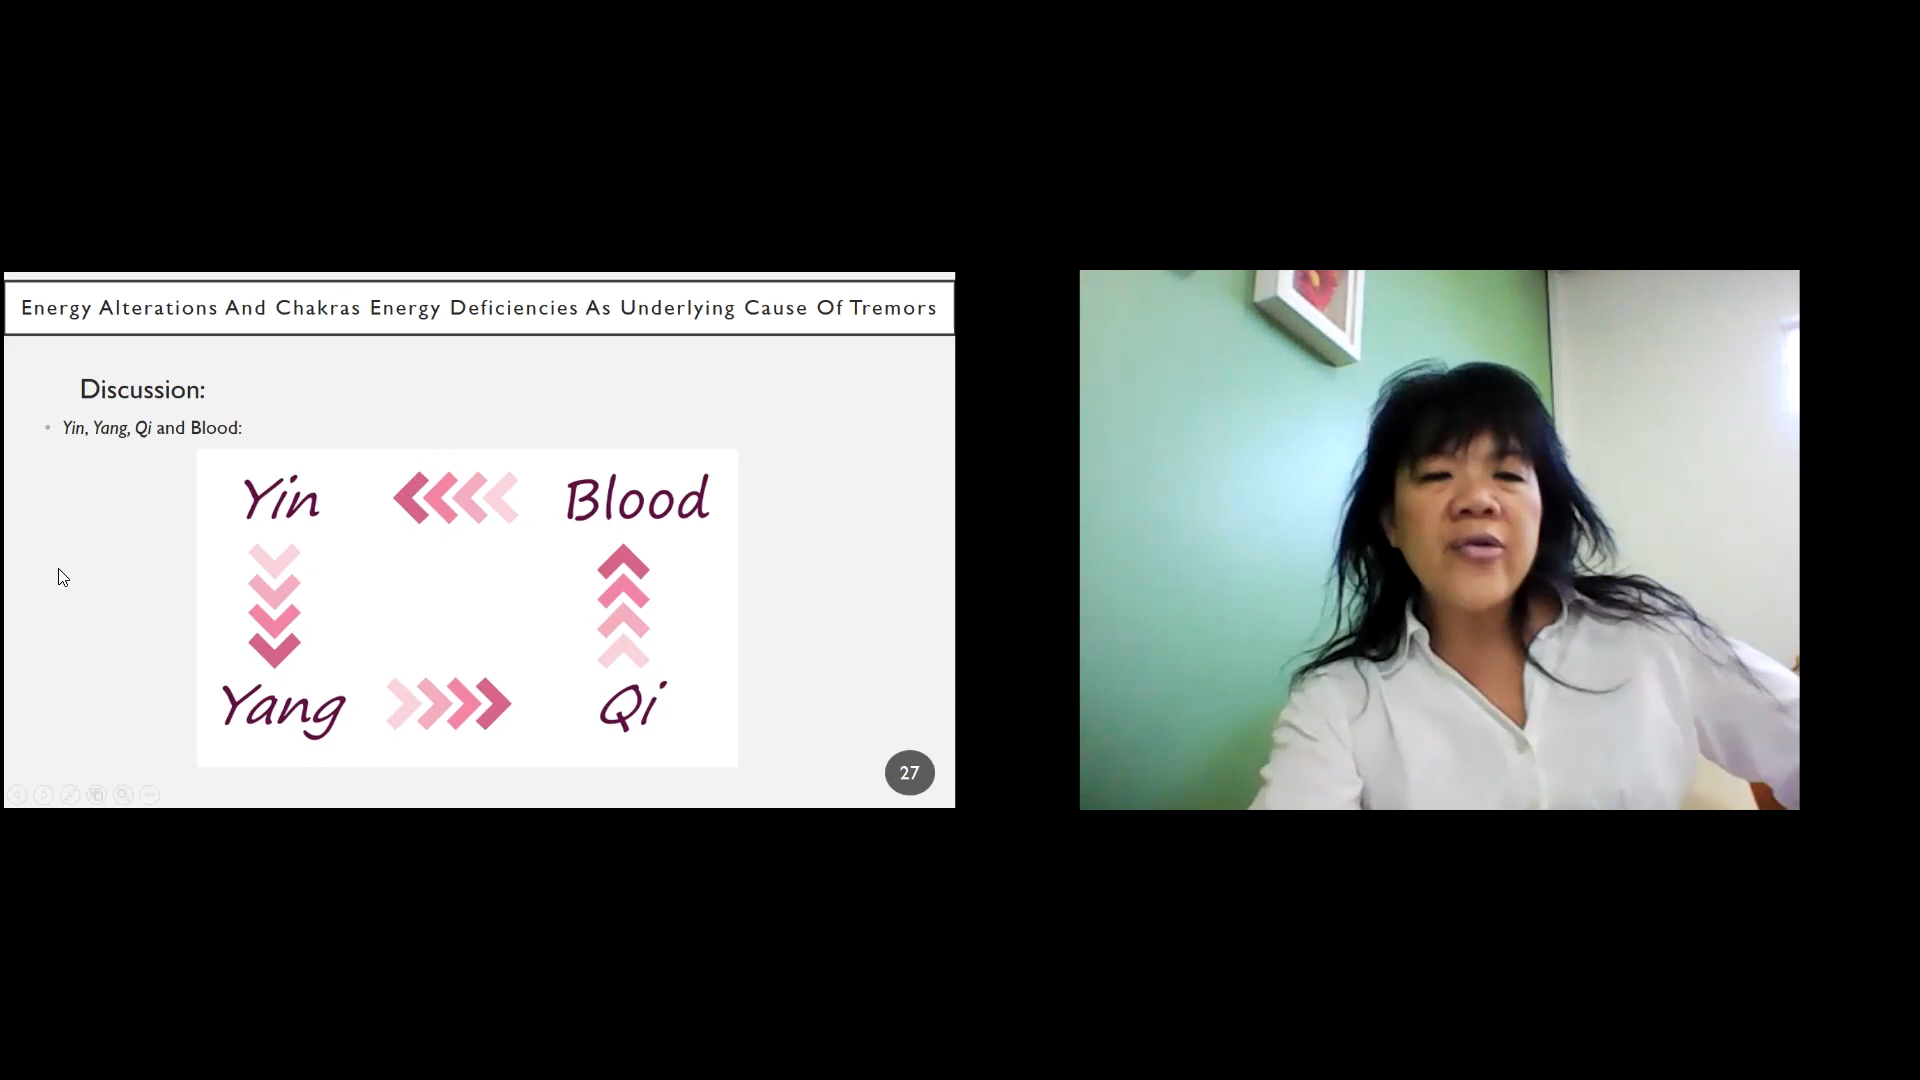 Energy Alterations And Chakras Energy Deficiencies As Underlying Cause Of Tremors
Discussion:
• Yin, Yang, Qi and Blood:
Yin Blood
Yang Qi
27